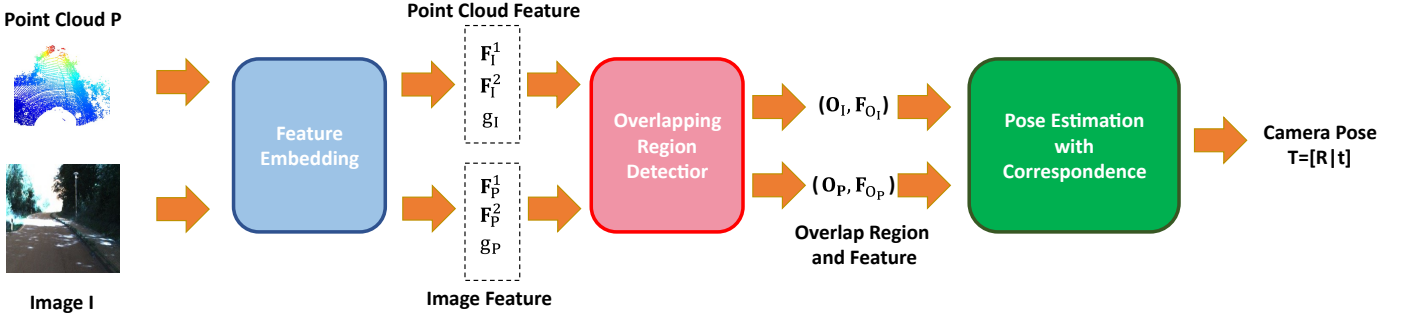 Point Cloud P
Image I
Feature
Embedding
Point Cloud Feature
F_I^1
F_I^2
g_I
F_P^1
F_P^2
g_P
Image Feature
Overlapping
Region
Detectior
(O_I, F_{O_I})
(O_P, F_{O_P})
Overlap Region
and Feature
Pose Estimation
with
Correspondence
Camera Pose
T=[R|t]